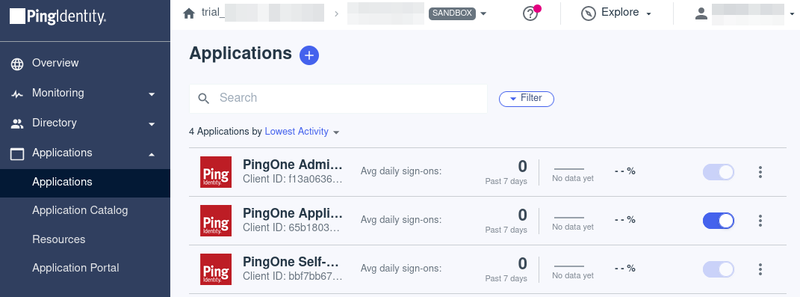 PingIdentity.
trial_
SANDBOX
Explore
Overview
Monitoring
Directory
Applications
Applications
Application Catalog
Resources
Application Portal
Applications
Search
Filter
4 Applications by Lowest Activity
Ping
Identity.
PingOne Admi...
Client ID: f13a0636...
Avg daily sign-ons:
0
Past 7 days
No data yet
- - %
Ping
Identity.
PingOne Appli...
Client ID: 65b1803...
Avg daily sign-ons:
0
Past 7 days
No data yet
- - %
Ping
Identity.
PingOne Self-...
Client ID: bbf7bb67...
Avg daily sign-ons:
0
Past 7 days
No data yet
- - %